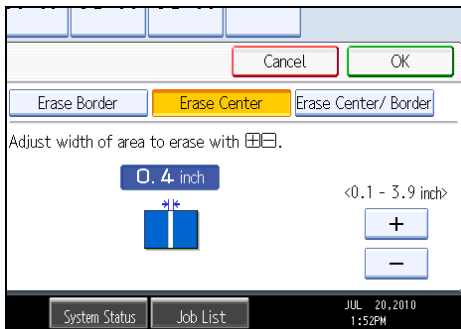 Cancel OK
Erase Border Erase Center Erase Center/ Border
Adjust width of area to erase with ⊞⊟.
0.4 inch
<0.1 - 3.9 inch>
+
−
System Status Job List JUL 20,2010
1:52PM